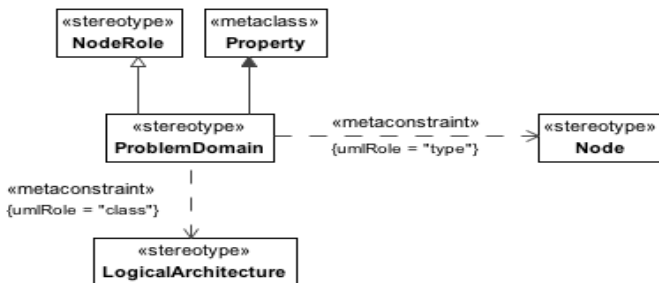 «stereotype»
NodeRole
«metaclass»
Property
«stereotype»
ProblemDomain
«metaconstraint»
{umlRole = "type"}
«stereotype»
Node
«metaconstraint»
{umlRole = "class"}
«stereotype»
LogicalArchitecture